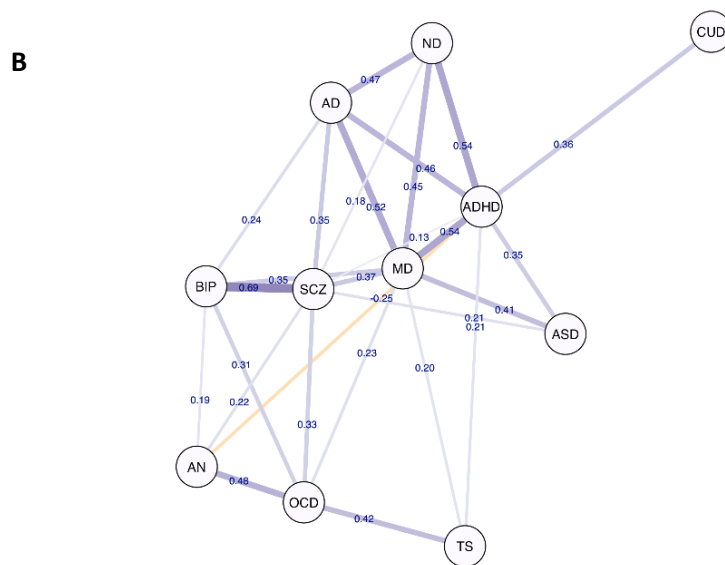 B
ND
CUD
AD
0.47
0.54
0.36
0.46
0.45
0.18
0.52
ADHD
0.24
0.35
0.13
0.54
0.35
MD
BIP
0.35
0.69
SCZ
0.37
-0.25
0.41
0.21
0.21
ASD
0.31
0.23
0.20
0.19
0.22
0.33
AN
0.48
OCD
0.42
TS